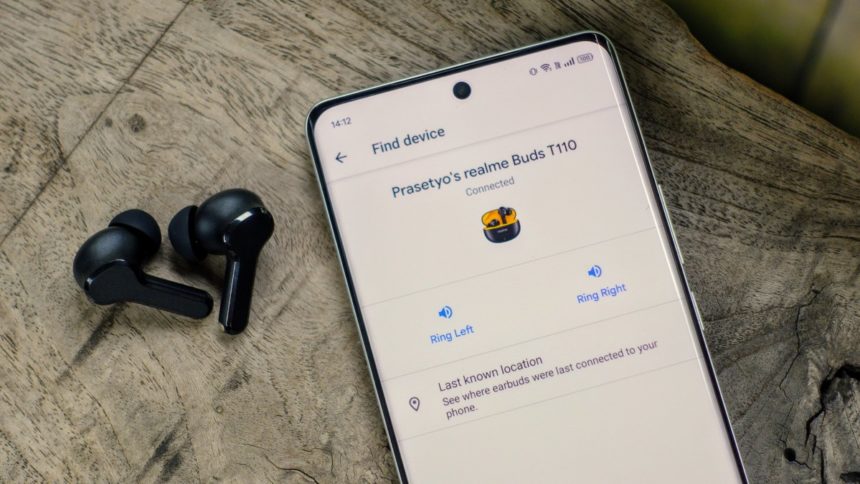 14:12
100
Find device
Prasetyo's realme Buds T110
Connected
Ring Left
Ring Right
Last known location
See where earbuds were last connected to your
phone.